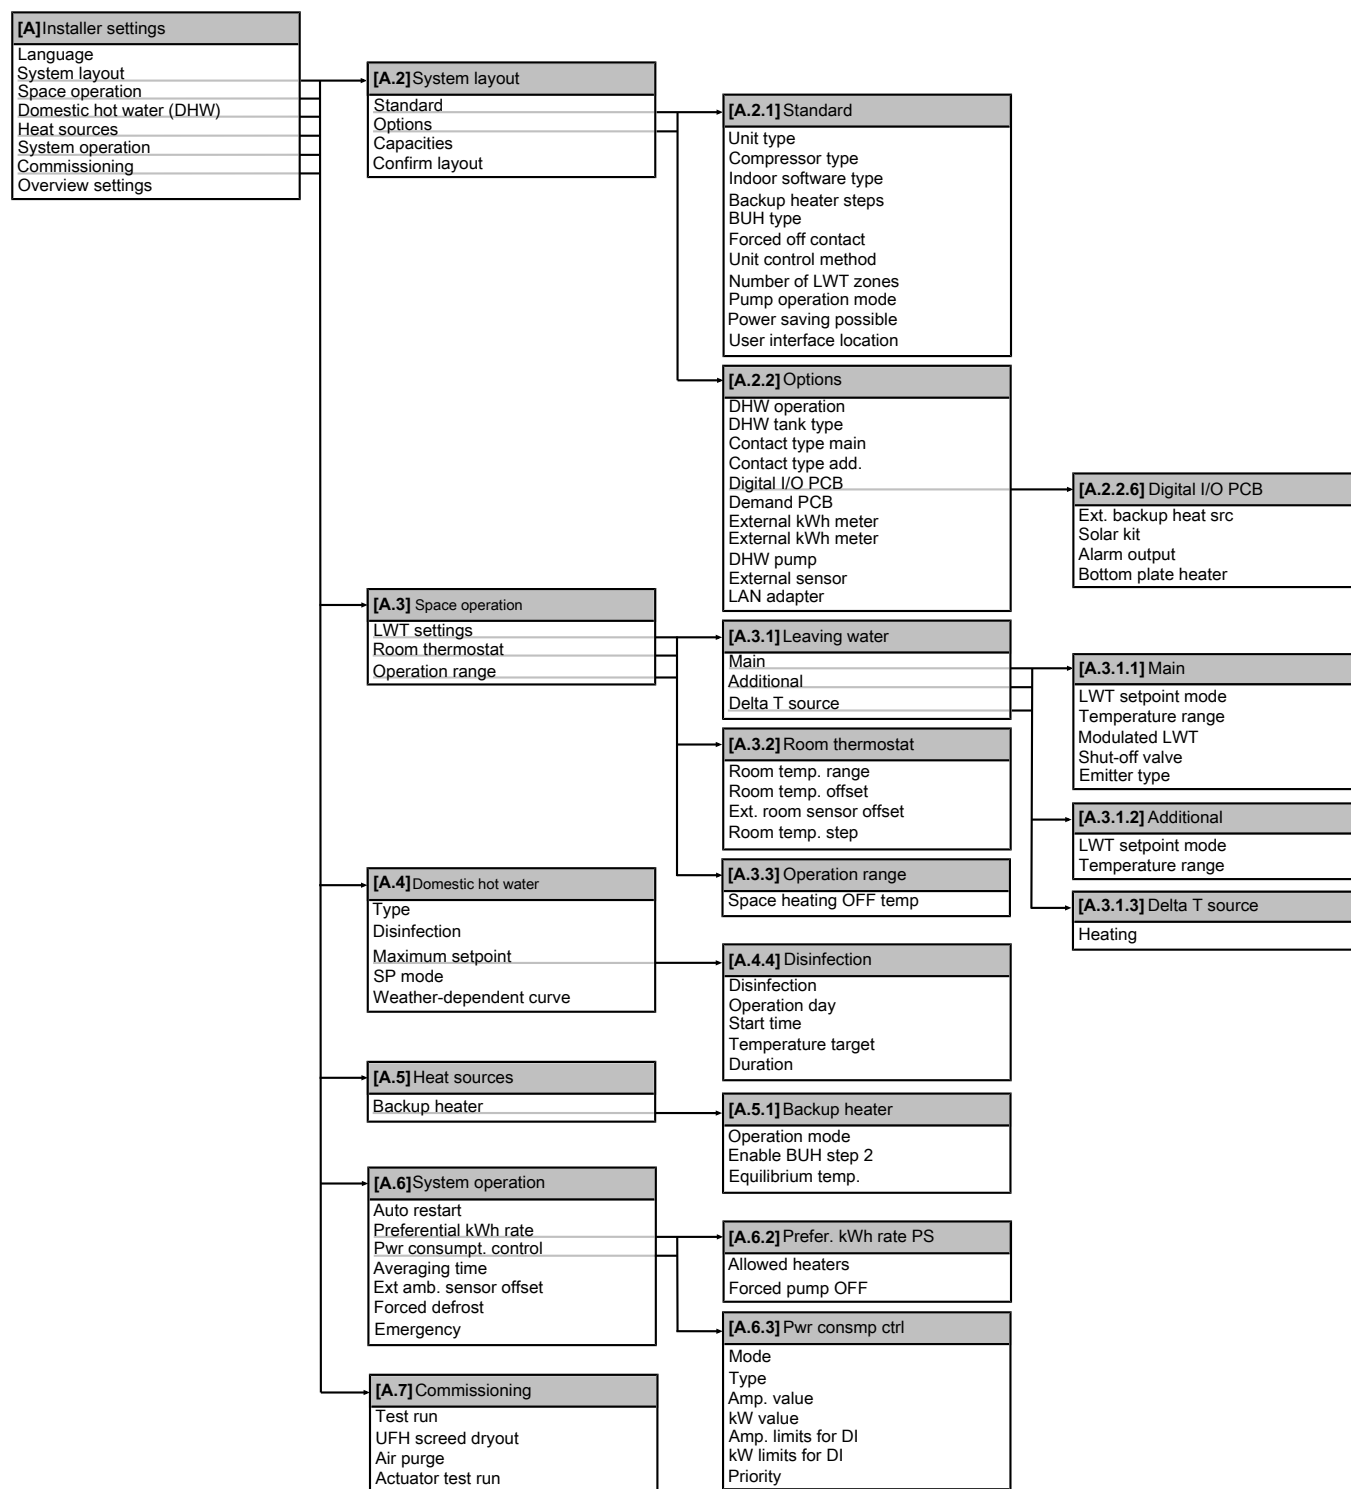 [A] Installer settings
Language
System layout
Space operation
Domestic hot water (DHW)
Heat sources
System operation
Commissioning
Overview settings
[A.2] System layout
Standard
Options
Capacities
Confirm layout
[A.2.1] Standard
Unit type
Compressor type
Indoor software type
Backup heater steps
BUH type
Forced off contact
Unit control method
Number of LWT zones
Pump operation mode
Power saving possible
User interface location
[A.2.2] Options
DHW operation
DHW tank type
Contact type main
Contact type add.
Digital I/O PCB
Demand PCB
External kWh meter
External kWh meter
DHW pump
External sensor
LAN adapter
[A.2.2.6] Digital I/O PCB
Ext. backup heat src
Solar kit
Alarm output
Bottom plate heater
[A.3] Space operation
LWT settings
Room thermostat
Operation range
[A.3.1] Leaving water
Main
Additional
Delta T source
[A.3.1.1] Main
LWT setpoint mode
Temperature range
Modulated LWT
Shut-off valve
Emitter type
[A.3.1.2] Additional
LWT setpoint mode
Temperature range
[A.3.1.3] Delta T source
Heating
[A.3.2] Room thermostat
Room temp. range
Room temp. offset
Ext. room sensor offset
Room temp. step
[A.3.3] Operation range
Space heating OFF temp
[A.4] Domestic hot water
Type
Disinfection
Maximum setpoint
SP mode
Weather-dependent curve
[A.4.4] Disinfection
Disinfection
Operation day
Start time
Temperature target
Duration
[A.5] Heat sources
Backup heater
[A.5.1] Backup heater
Operation mode
Enable BUH step 2
Equilibrium temp.
[A.6] System operation
Auto restart
Preferential kWh rate
Pwr consumpt. control
Averaging time
Ext amb. sensor offset
Forced defrost
Emergency
[A.6.2] Prefer. kWh rate PS
Allowed heaters
Forced pump OFF
[A.6.3] Pwr consmp ctrl
Mode
Type
Amp. value
kW value
Amp. limits for DI
kW limits for DI
Priority
[A.7] Commissioning
Test run
UFH screed dryout
Air purge
Actuator test run